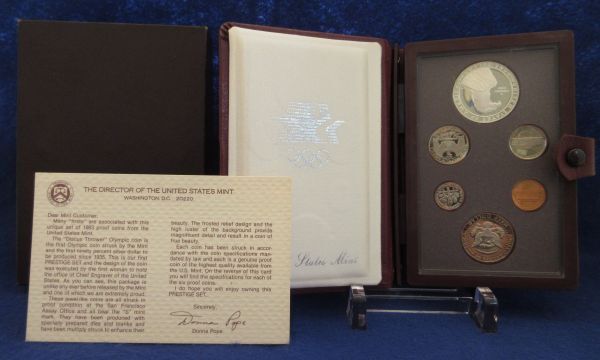 THE DIRECTOR OF THE UNITED STATES MINT
WASHINGTON, D.C. 20220
Dear Mint Customer:
Many "firsts" are associated with this
unique set of 1983 proof coins from the
United States Mint.
The "Discus Thrower" Olympic coin is
the first Olympic coin struck by the Mint
and the first ninety percent silver dollar to
be produced since 1935. This is our first
PRESTIGE SET and the design of the coin
was executed by the first woman to hold
the office of Chief Engraver of the United
States. As you can see, this package is
unlike any ever before released by the Mint
and one of which we are extremely proud.
These jewel-like coins are all struck in
proof condition at the San Francisco
Assay Office and all bear the "S" mint
mark. They have been produced with
specially prepared dies and blanks and
have been multiply struck to enhance their
beauty. The frosted relief design and the
high luster of the background provide
magnificent detail and result in a coin of
true beauty.
Each coin has been struck in accor-
dance with the coin specifications man-
dated by law and each is a genuine proof
coin of the highest quality available from
the U.S. Mint. On the reverse of this card
you will find the specifications for each of
the six proof coins.
I do hope you will enjoy owning this
PRESTIGE SET.
Sincerely,
Donna Pope
Donna Pope
States Mint